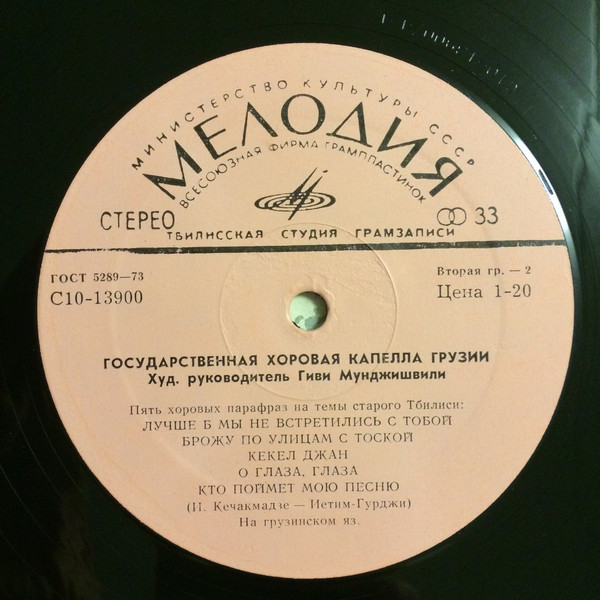 МИНИСТЕРСТВО КУЛЬТУРЫ СССР
МЕЛОДИЯ
ВСЕСОЮЗНАЯ ФИРМА ГРАМПЛАСТИНОК
СТЕРЕО
33
ТБИЛИССКАЯ СТУДИЯ ГРАМЗАПИСИ
ГОСТ 5289—73
Вторая гр. — 2
С10-13900
Цена 1-20
ГОСУДАРСТВЕННАЯ ХОРОВАЯ КАПЕЛЛА ГРУЗИИ
Худ. руководитель Гиви Мунджишвили
Пять хоровых парафраз на темы старого Тбилиси:
ЛУЧШЕ Б МЫ НЕ ВСТРЕТИЛИСЬ С ТОБОЙ
БРОЖУ ПО УЛИЦАМ С ТОСКОЙ
КЕКЕЛ ДЖАН
О ГЛАЗА, ГЛАЗА
КТО ПОЙМЕТ МОЮ ПЕСНЮ
(И. Кечакмадзе — Иетим-Гурджи)
На грузинском яз.